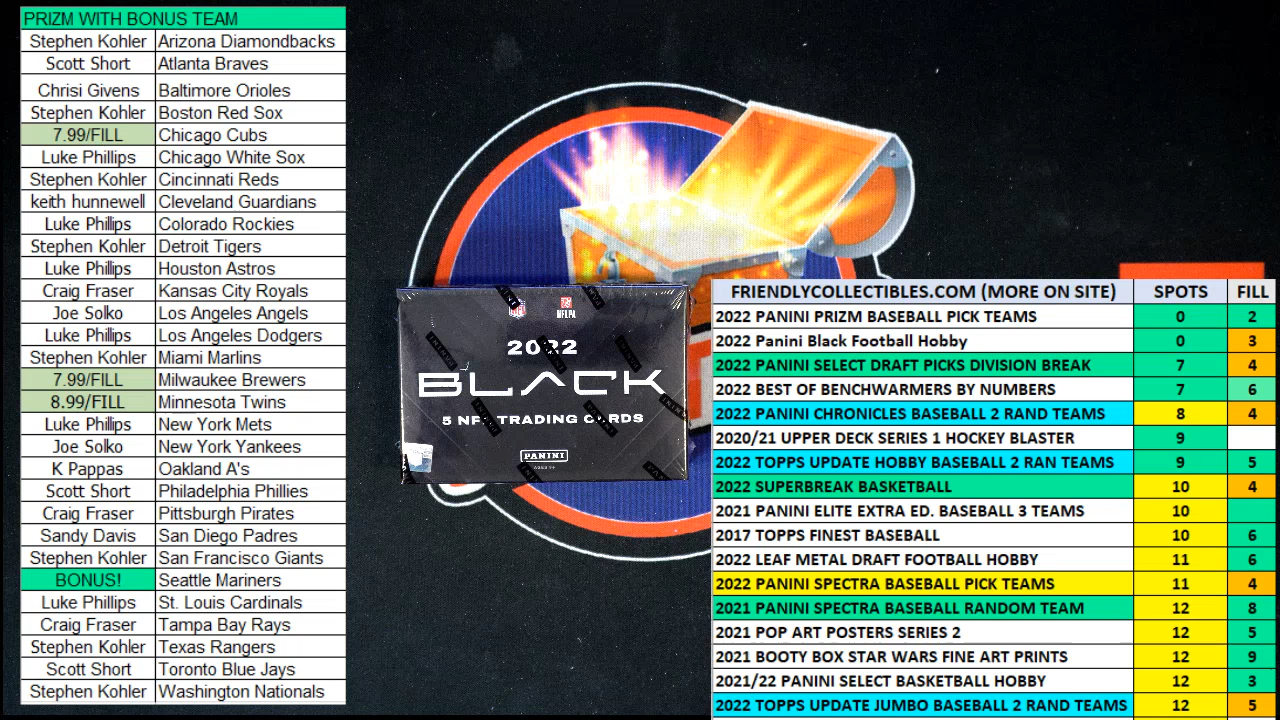 PRIZM WITH BONUS TEAM
Stephen Kohler Arizona Diamondbacks
Scott Short Atlanta Braves
Chrisi Givens Baltimore Orioles
Stephen Kohler Boston Red Sox
7.99/FILL Chicago Cubs
Luke Phillips Chicago White Sox
Stephen Kohler Cincinnati Reds
keith hunnewell Cleveland Guardians
Luke Phillips Colorado Rockies
Stephen Kohler Detroit Tigers
Luke Phillips Houston Astros
Craig Fraser Kansas City Royals
Joe Solko Los Angeles Angels
Luke Phillips Los Angeles Dodgers
Stephen Kohler Miami Marlins
7.99/FILL Milwaukee Brewers
8.99/FILL Minnesota Twins
Luke Phillips New York Mets
Joe Solko New York Yankees
K Pappas Oakland A's
Scott Short Philadelphia Phillies
Craig Fraser Pittsburgh Pirates
Sandy Davis San Diego Padres
Stephen Kohler San Francisco Giants
BONUS! Seattle Mariners
Luke Phillips St. Louis Cardinals
Craig Fraser Tampa Bay Rays
Stephen Kohler Texas Rangers
Scott Short Toronto Blue Jays
Stephen Kohler Washington Nationals
NFL NFLPA
2022
BLACK
5 NFL TRADING CARDS
PANINI
AGES 9+
FRIENDLYCOLLECTIBLES.COM (MORE ON SITE) SPOTS FILL
2022 PANINI PRIZM BASEBALL PICK TEAMS 0 2
2022 Panini Black Football Hobby 0 3
2022 PANINI SELECT DRAFT PICKS DIVISION BREAK 7 4
2022 BEST OF BENCHWARMERS BY NUMBERS 7 6
2022 PANINI CHRONICLES BASEBALL 2 RAND TEAMS 8 4
2020/21 UPPER DECK SERIES 1 HOCKEY BLASTER 9
2022 TOPPS UPDATE HOBBY BASEBALL 2 RAN TEAMS 9 5
2022 SUPERBREAK BASKETBALL 10 4
2021 PANINI ELITE EXTRA ED. BASEBALL 3 TEAMS 10
2017 TOPPS FINEST BASEBALL 10 6
2022 LEAF METAL DRAFT FOOTBALL HOBBY 11 6
2022 PANINI SPECTRA BASEBALL PICK TEAMS 11 4
2021 PANINI SPECTRA BASEBALL RANDOM TEAM 12 8
2021 POP ART POSTERS SERIES 2 12 5
2021 BOOTY BOX STAR WARS FINE ART PRINTS 12 9
2021/22 PANINI SELECT BASKETBALL HOBBY 12 3
2022 TOPPS UPDATE JUMBO BASEBALL 2 RAND TEAMS 12 5